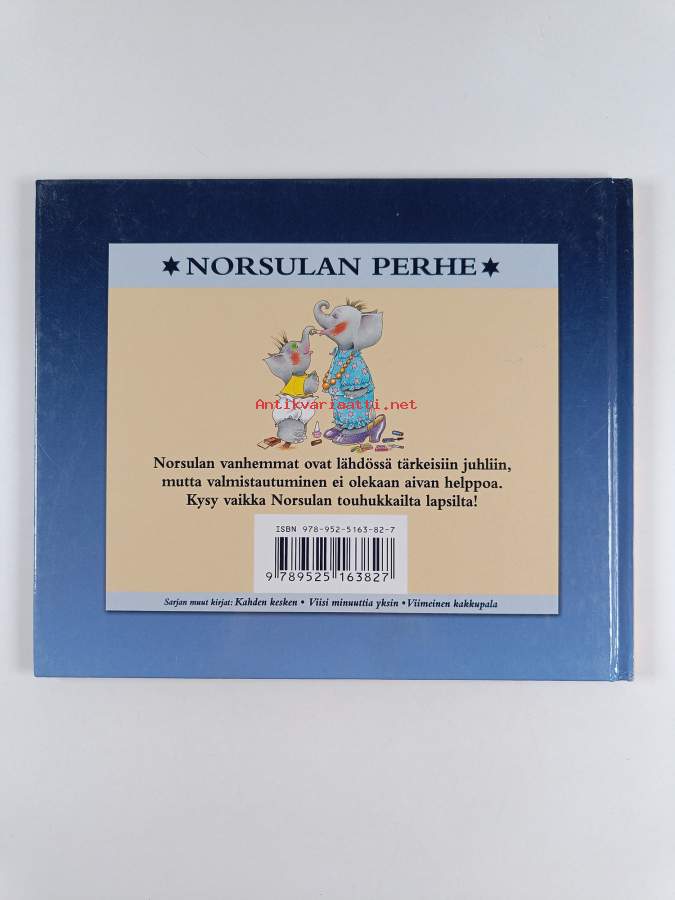 ✶NORSULAN PERHE✶
Antikvariaatti.net
Norsulan vanhemmat ovat lähdössä tärkeisiin juhliin,
mutta valmistautuminen ei olekaan aivan helppoa.
Kysy vaikka Norsulan touhukkailta lapsilta!
ISBN 978-952-5163-82-7
9 789525 163827
Sarjan muut kirjat: Kahden kesken • Viisi minuuttia yksin • Viimeinen kakkupala